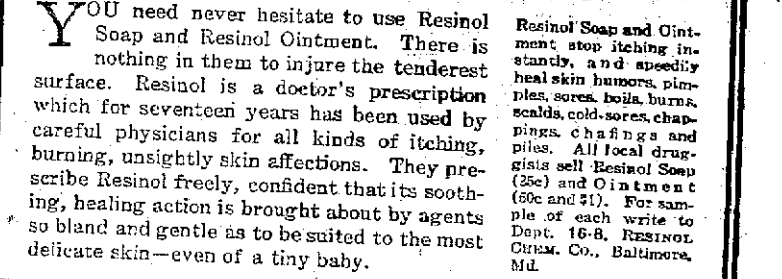 YOU need never hesitate to use Resinol
Soap and Resinol Ointment. There is
nothing in them to injure the tenderest
surface. Resinol is a doctor's prescription
which for seventeen years has been used by
careful physicians for all kinds of itching,
burning, unsightly skin affections. They pre-
scribe Resinol freely, confident that its sooth-
ing, healing action is brought about by agents
so bland and gentle as to be suited to the most
delicate skin—even of a tiny baby.
Resinol Soap and Oint-
ment stop itching in-
stantly, and speedily
heal skin humors, pim-
ples, sores, boils, burns,
scalds, cold-sores, chap-
pings, chafings and
piles. All local drug-
gists sell Resinol Soap
(25c) and Ointment
(50c and $1). For sam-
ple of each write to
Dept. 16-8, RESINOL
CHEM. Co., Baltimore,
Md.